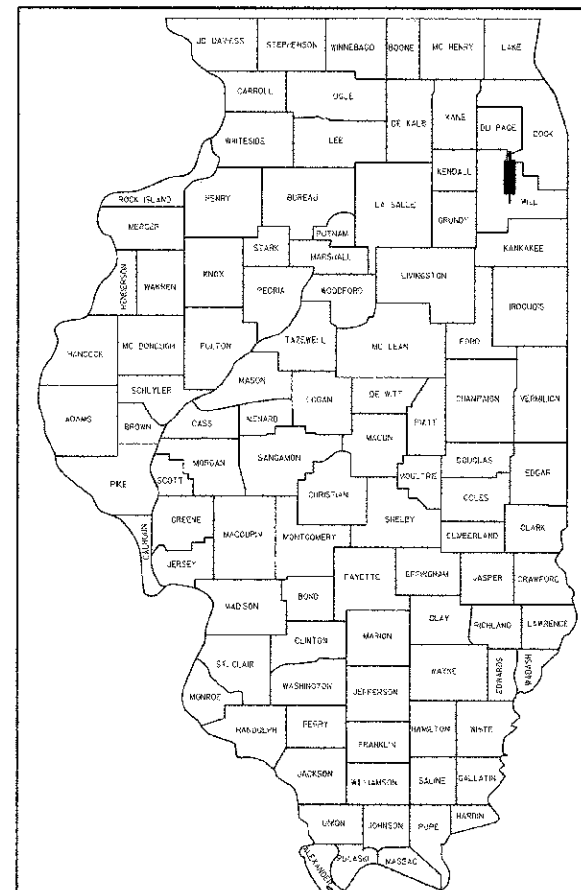 JO DAVIESS
STEPHENSON
WINNEBAGO
BOONE
MC HENRY
LAKE
CARROLL
OGLE
DE KALB
KANE
DU PAGE
COOK
WHITESIDE
LEE
KENDALL
WILL
ROCK ISLAND
HENRY
BUREAU
LA SALLE
GRUNDY
MERCER
PUTNAM
STARK
MARSHALL
KANKAKEE
HENDERSON
WARREN
KNOX
PEORIA
WOODFORD
LIVINGSTON
IROQUOIS
FORD
HANCOCK
MC DONOUGH
FULTON
TAZEWELL
MC LEAN
MASON
SCHUYLER
LOGAN
DE WITT
CHAMPAIGN
VERMILION
ADAMS
BROWN
CASS
MENARD
PIATT
MACON
MORGAN
SANGAMON
DOUGLAS
EDGAR
PIKE
SCOTT
CHRISTIAN
MOULTRIE
COLES
GREENE
MACOUPIN
MONTGOMERY
SHELBY
CUMBERLAND
CLARK
CALHOUN
JERSEY
FAYETTE
EFFINGHAM
JASPER
CRAWFORD
MADISON
BOND
CLAY
RICHLAND
LAWRENCE
CLINTON
MARION
ST. CLAIR
WAYNE
EDWARDS
WABASH
WASHINGTON
JEFFERSON
MONROE
RANDOLPH
PERRY
HAMILTON
WHITE
FRANKLIN
JACKSON
WILLIAMSON
SALINE
GALLATIN
HARDIN
UNION
JOHNSON
POPE
ALEXANDER
PULASKI
MASSAC